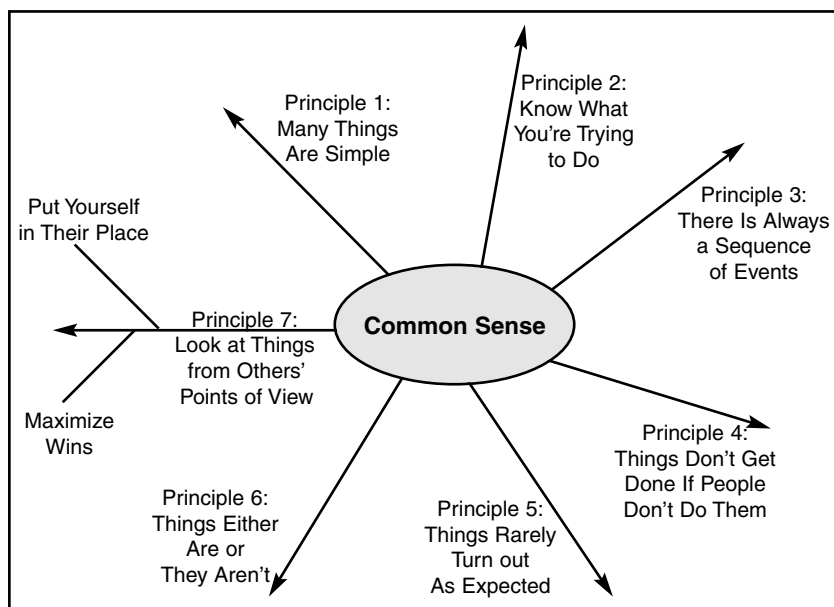 Principle 1:
Many Things
Are Simple
Principle 2:
Know What
You're Trying
to Do
Principle 3:
There Is Always
a Sequence
of Events
Put Yourself
in Their Place
Common Sense
Principle 7:
Look at Things
from Others'
Points of View
Maximize
Wins
Principle 4:
Things Don't Get
Done If People
Don't Do Them
Principle 5:
Things Rarely
Turn out
As Expected
Principle 6:
Things Either
Are or
They Aren't